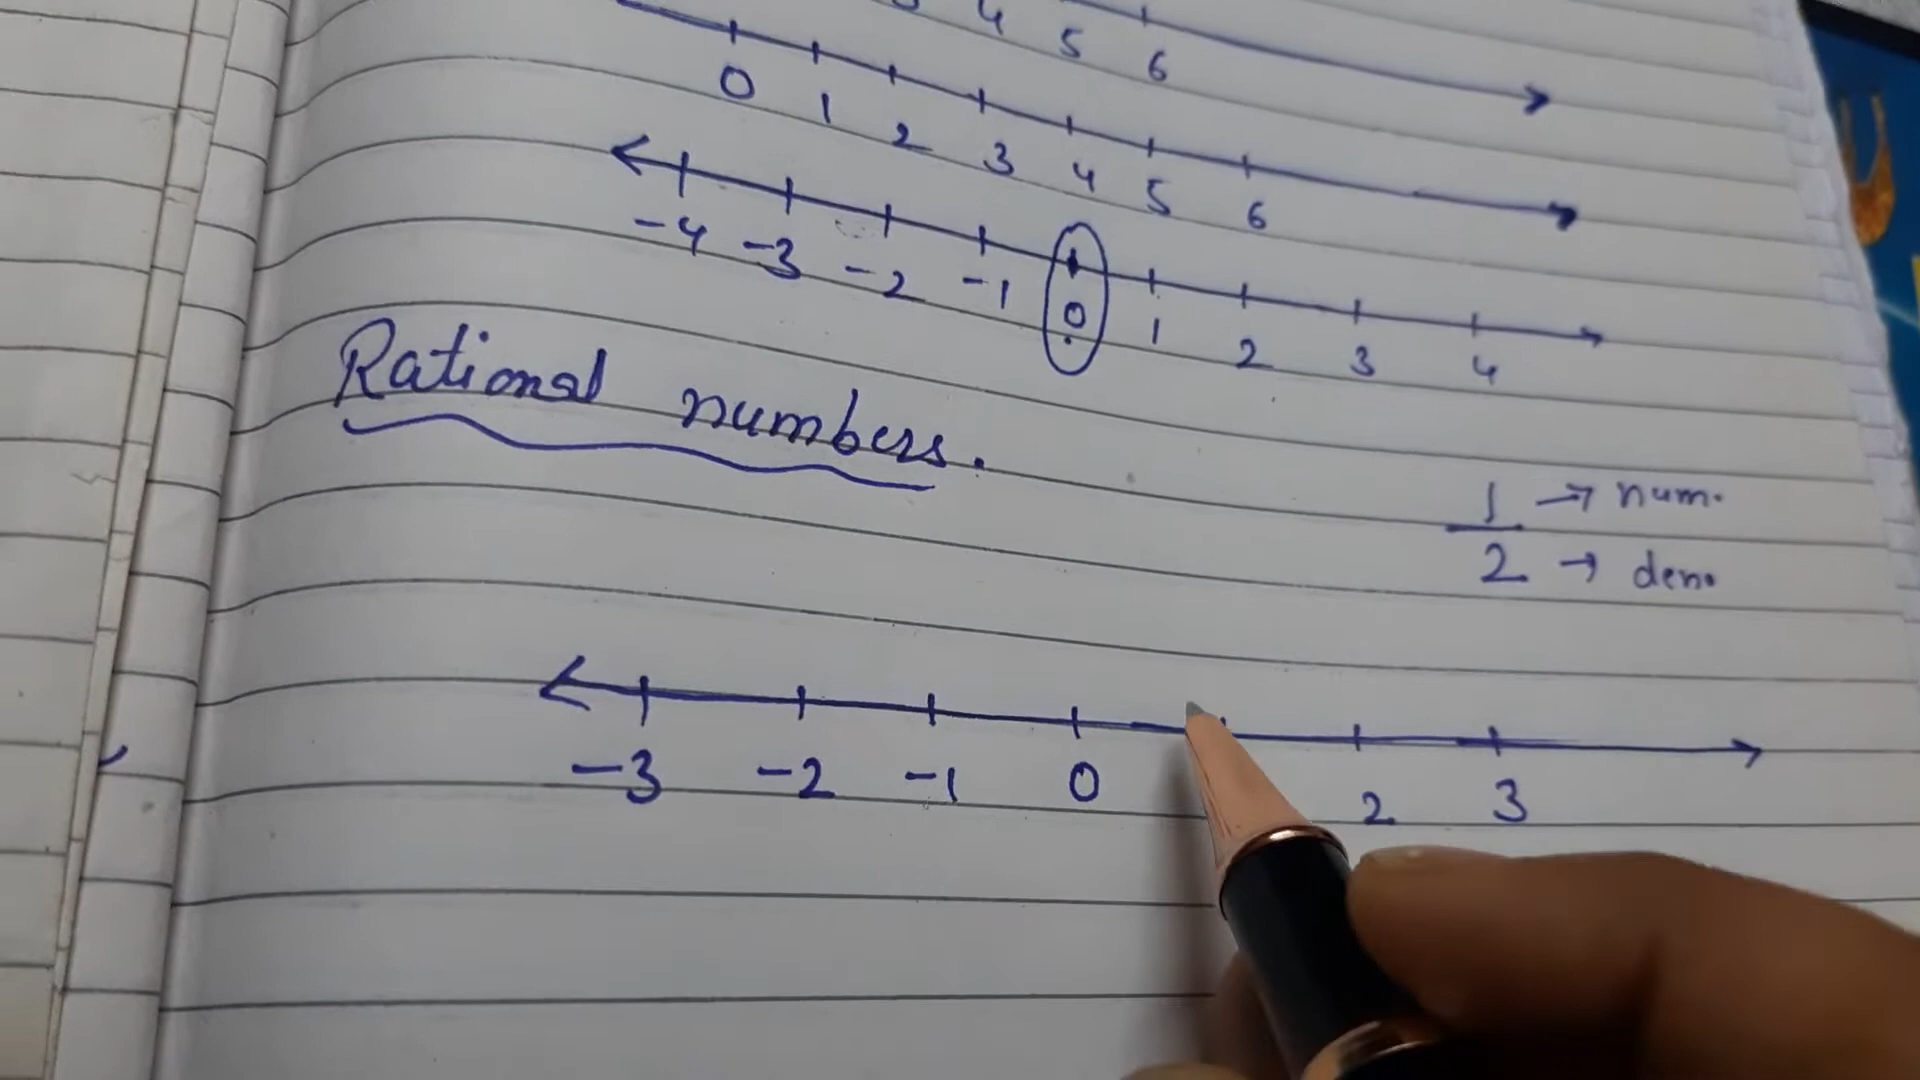 4 5 6
0 1 2 3 4 5 6
-4 -3 -2 -1 0 1 2 3 4
Rational numbers.
1 → num.
2 → den.
-3 -2 -1 0 2 3